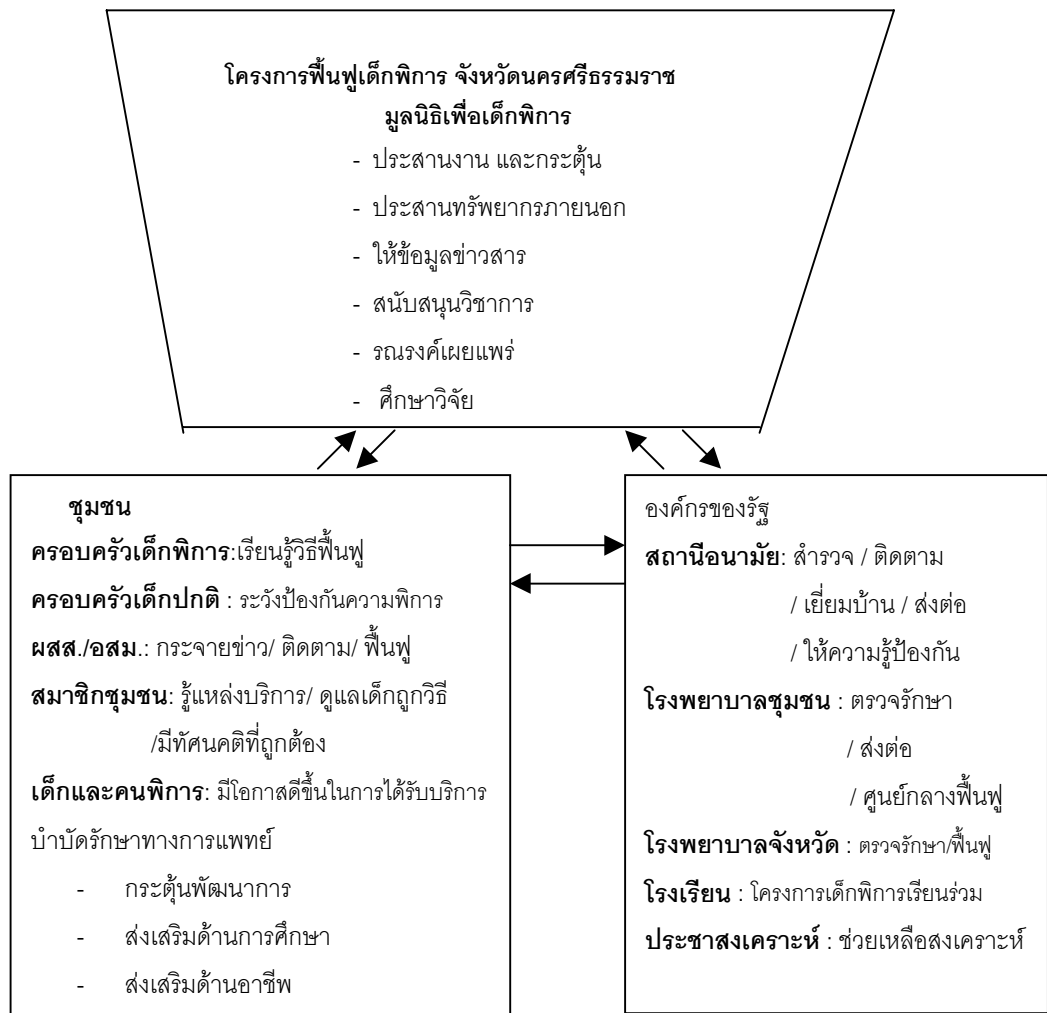 โครงการฟื้นฟูเด็กพิการ จังหวัดนครศรีธรรมราช
มูลนิธิเพื่อเด็กพิการ
- ประสานงาน และกระตุ้น
- ประสานทรัพยากรภายนอก
- ให้ข้อมูลข่าวสาร
- สนับสนุนวิชาการ
- รณรงค์เผยแพร่
- ศึกษาวิจัย
ชุมชน
ครอบครัวเด็กพิการ:เรียนรู้วิธีฟื้นฟู
ครอบครัวเด็กปกติ : ระวังป้องกันความพิการ
ผสส./อสม.: กระจายข่าว/ ติดตาม/ ฟื้นฟู
สมาชิกชุมชน: รู้แหล่งบริการ/ ดูแลเด็กถูกวิธี
/มีทัศนคติที่ถูกต้อง
เด็กและคนพิการ: มีโอกาสดีขึ้นในการได้รับบริการ
บำบัดรักษาทางการแพทย์
- กระตุ้นพัฒนาการ
- ส่งเสริมด้านการศึกษา
- ส่งเสริมด้านอาชีพ
องค์กรของรัฐ
สถานีอนามัย: สำรวจ / ติดตาม
/ เยี่ยมบ้าน / ส่งต่อ
/ ให้ความรู้ป้องกัน
โรงพยาบาลชุมชน : ตรวจรักษา
/ ส่งต่อ
/ ศูนย์กลางฟื้นฟู
โรงพยาบาลจังหวัด : ตรวจรักษา/ฟื้นฟู
โรงเรียน : โครงการเด็กพิการเรียนร่วม
ประชาสงเคราะห์ : ช่วยเหลือสงเคราะห์